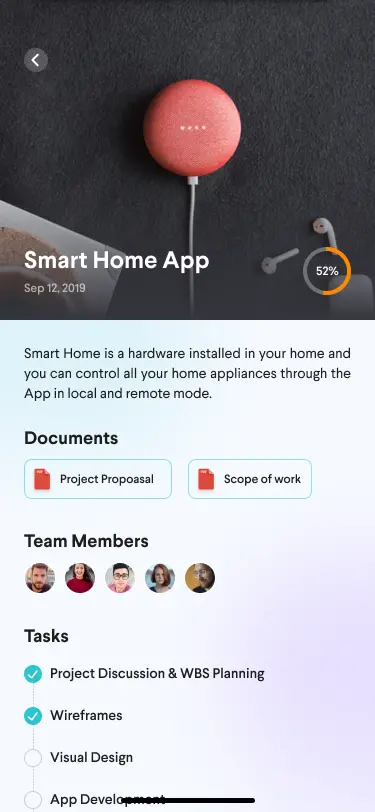 Smart Home App
Sep 12, 2019
52%
Smart Home is a hardware installed in your home and
you can control all your home appliances through the
App in local and remote mode.
Documents
Project Propoasal
Scope of work
Team Members
Tasks
Project Discussion & WBS Planning
Wireframes
Visual Design
App Development